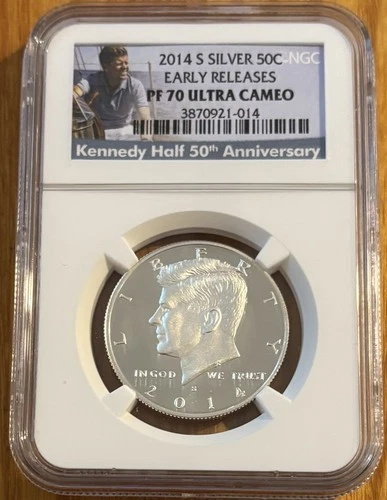 2014 S SILVER 50C NGC
EARLY RELEASES
PF 70 ULTRA CAMEO
3870921-014
Kennedy Half 50th Anniversary
LIBERTY
IN GOD WE TRUST
S
2014